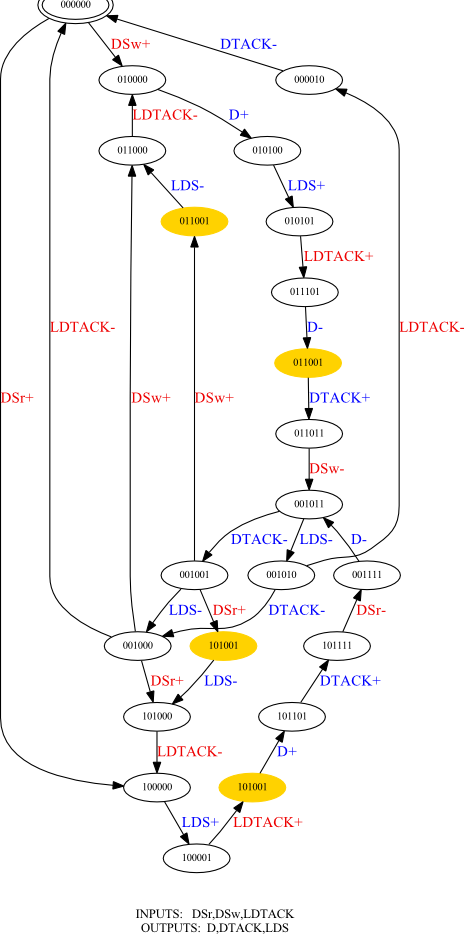 000000
DSw+
DTACK-
010000
000010
LDTACK-
D+
011000
010100
LDS-
LDS+
011001
010101
LDTACK+
011101
LDTACK-
D-
LDTACK-
011001
DSr+
DSw+
DSw+
DTACK+
011011
DSw-
001011
DTACK-
LDS-
D-
001001
001010
001111
LDS-
DSr+
DTACK-
DSr-
001000
101001
101111
DSr+
LDS-
DTACK+
101000
101101
LDTACK-
D+
100000
101001
LDS+
LDTACK+
100001
INPUTS: DSr,DSw,LDTACK
OUTPUTS: D,DTACK,LDS